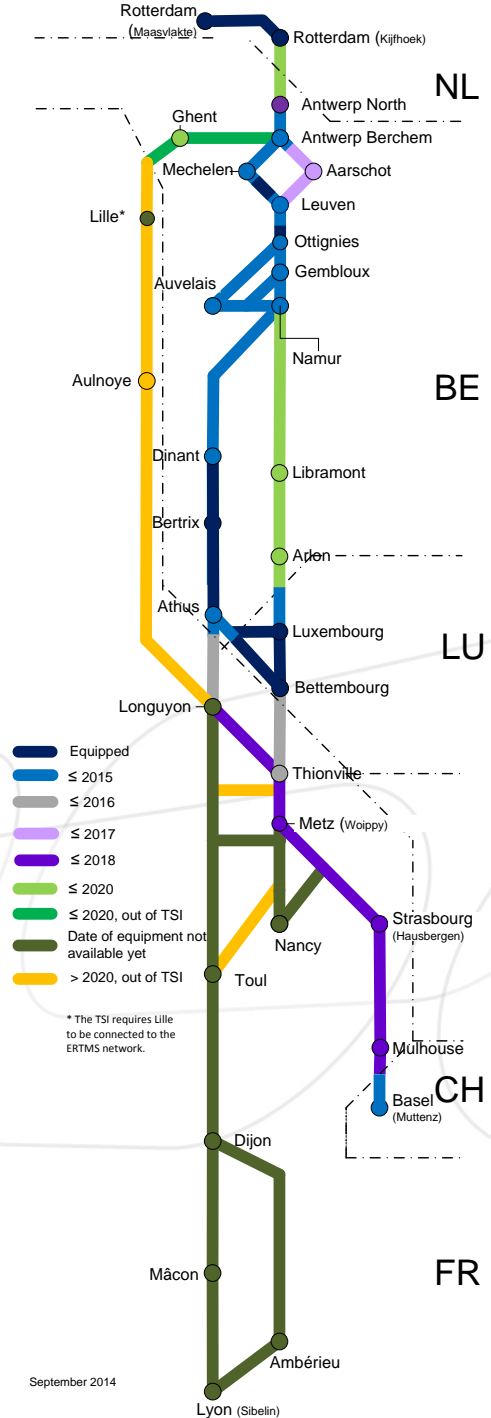 Rotterdam
(Maasvlakte)
Rotterdam (Kijfhoek)
NL
Antwerp North
Ghent
Antwerp Berchem
Mechelen
Aarschot
Leuven
Lille*
Ottignies
Gembloux
Auvelais
Namur
Aulnoye
BE
Dinant
Libramont
Bertrix
Arlon
Athus
Luxembourg
LU
Bettembourg
Longuyon
Equipped
≤ 2015
≤ 2016
≤ 2017
≤ 2018
≤ 2020
≤ 2020, out of TSI
Date of equipment not
available yet
> 2020, out of TSI
* The TSI requires Lille
to be connected to the
ERTMS network.
Thionville
Metz (Woippy)
Strasbourg
(Hausbergen)
Nancy
Toul
Mulhouse
CH
Basel
(Muttenz)
Dijon
Mâcon
FR
Ambérieu
September 2014
Lyon (Sibelin)